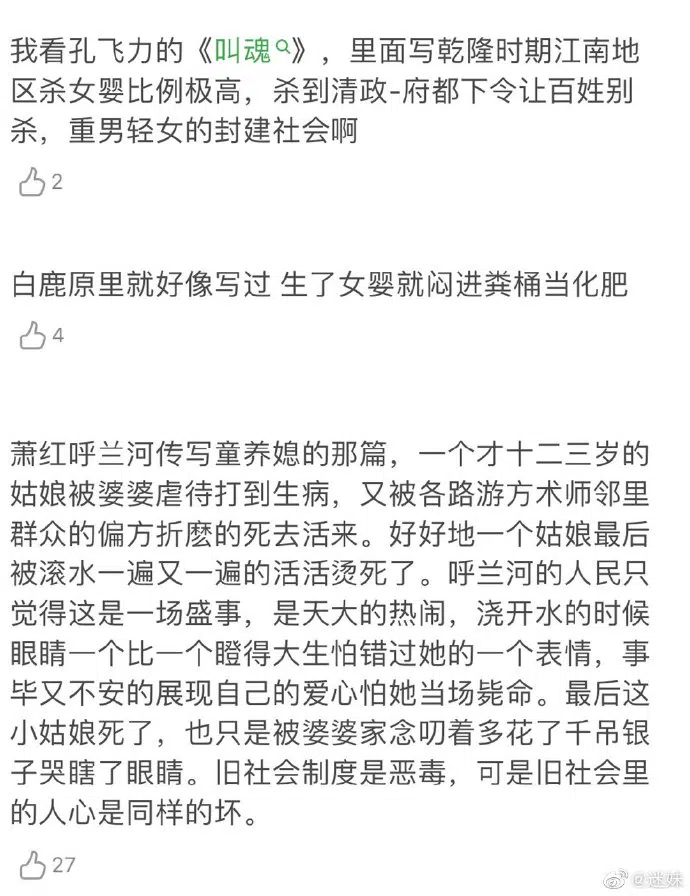 我看孔飞力的《叫魂》，里面写乾隆时期江南地
区杀女婴比例极高，杀到清政-府都下令让百姓别
杀，重男轻女的封建社会啊
2
白鹿原里就好像写过 生了女婴就闷进粪桶当化肥
4
萧红呼兰河传写童养媳的那篇，一个才十二三岁的
姑娘被婆婆虐待打到生病，又被各路游方术师邻里
群众的偏方折麽的死去活来。好好地一个姑娘最后
被滚水一遍又一遍的活活烫死了。呼兰河的人民只
觉得这是一场盛事，是天大的热闹，浇开水的时候
眼睛一个比一个瞪得大生怕错过她的一个表情，事
毕又不安的展现自己的爱心怕她当场毙命。最后这
小姑娘死了，也只是被婆婆家念叨着多花了千吊银
子哭瞎了眼睛。旧社会制度是恶毒，可是旧社会里
的人心是同样的坏。
27
@迷妹